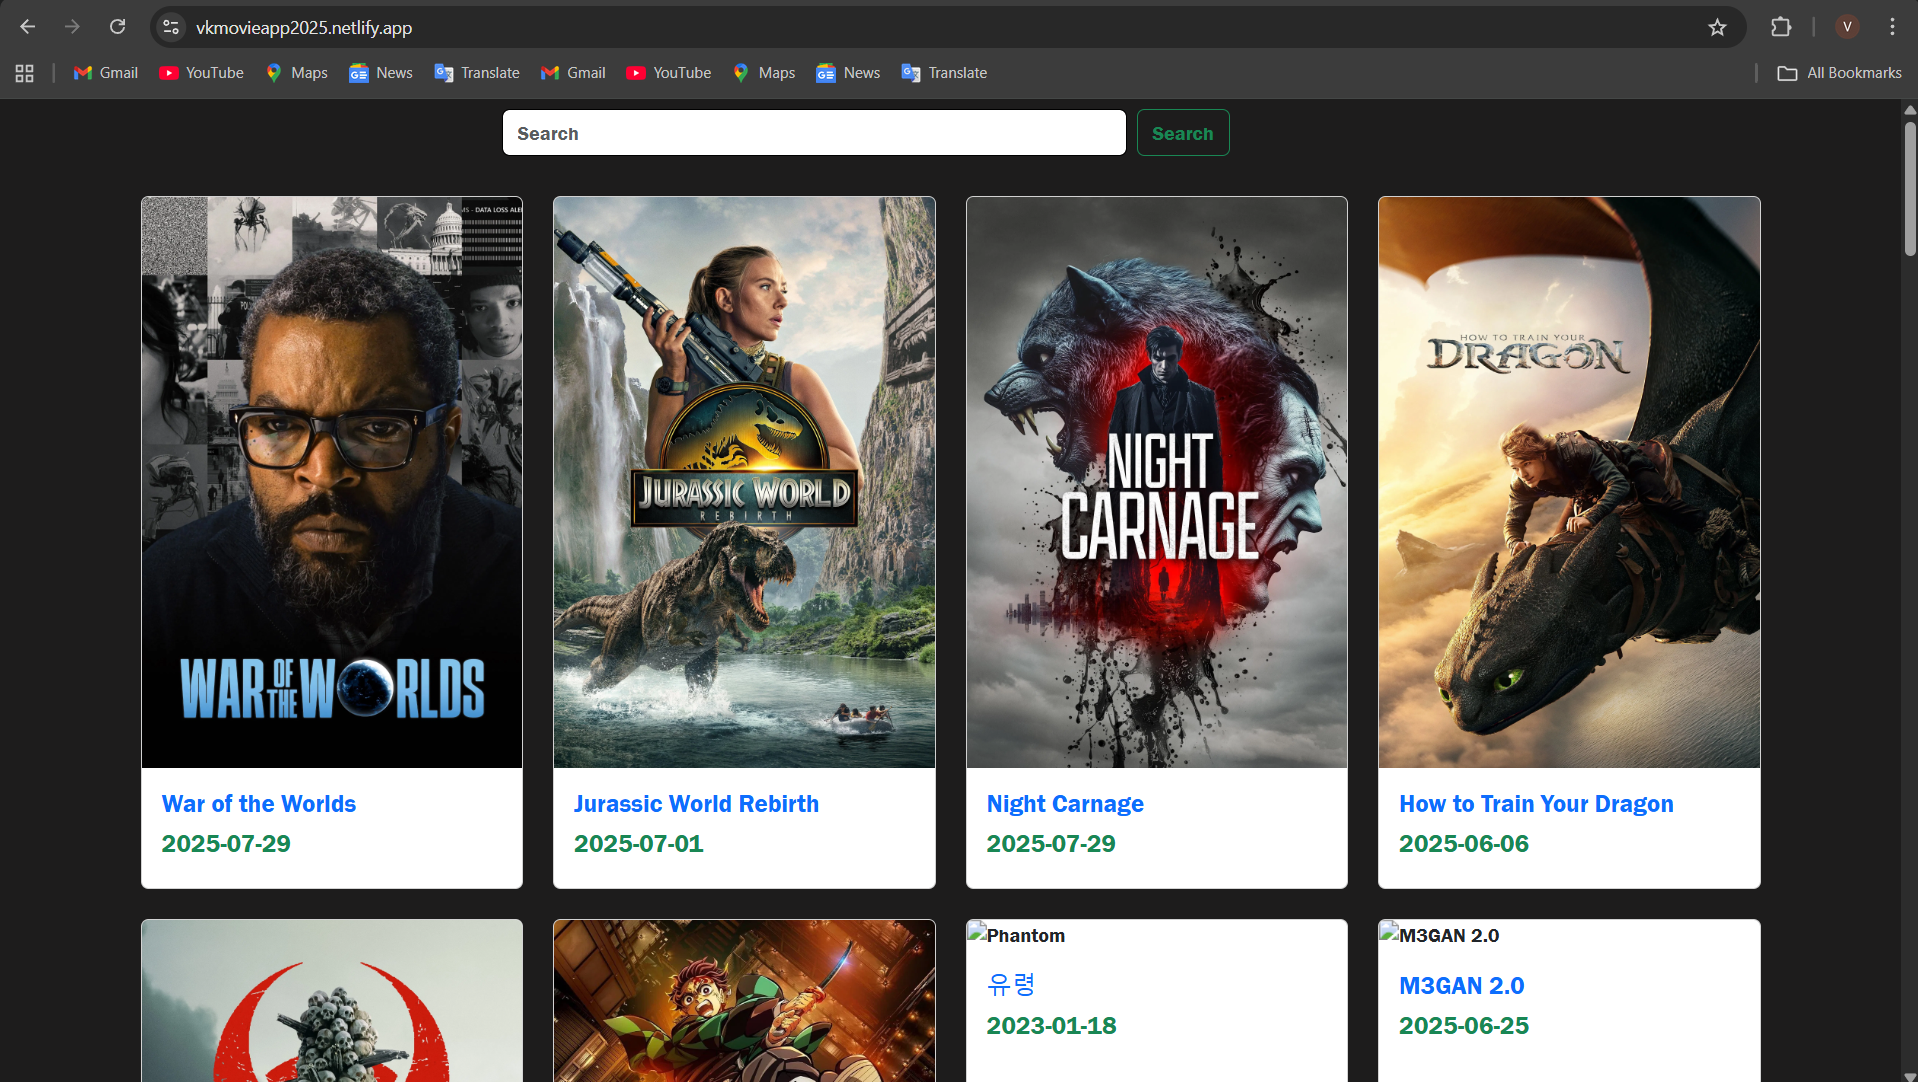 vkmovieapp2025.netlify.app
V
Gmail
YouTube
Maps
News
Translate
Gmail
YouTube
Maps
News
Translate
All Bookmarks
Search
Search
DATA LOSS ALE
WAR OF THE WORLDS
JURASSIC WORLD
REBIRTH
NIGHT
CARNAGE
HOW TO TRAIN YOUR
DRAGON
War of the Worlds
2025-07-29
Jurassic World Rebirth
2025-07-01
Night Carnage
2025-07-29
How to Train Your Dragon
2025-06-06
Phantom
유령
2023-01-18
M3GAN 2.0
M3GAN 2.0
2025-06-25